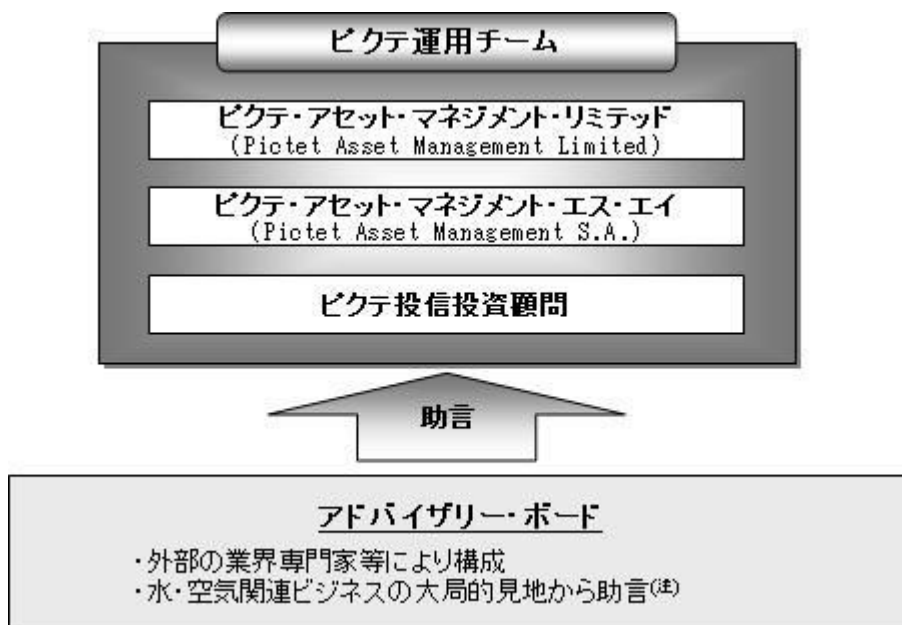 ピクテ運用チーム
ピクテ・アセット・マネジメント・リミテッド
(Pictet Asset Management Limited)
ピクテ・アセット・マネジメント・エス・エイ
(Pictet Asset Management S.A.)
ピクテ投信投資顧問
助言
アドバイザリー・ボード
・外部の業界専門家等により構成
・水・空気関連ビジネスの大局的見地から助言(注)